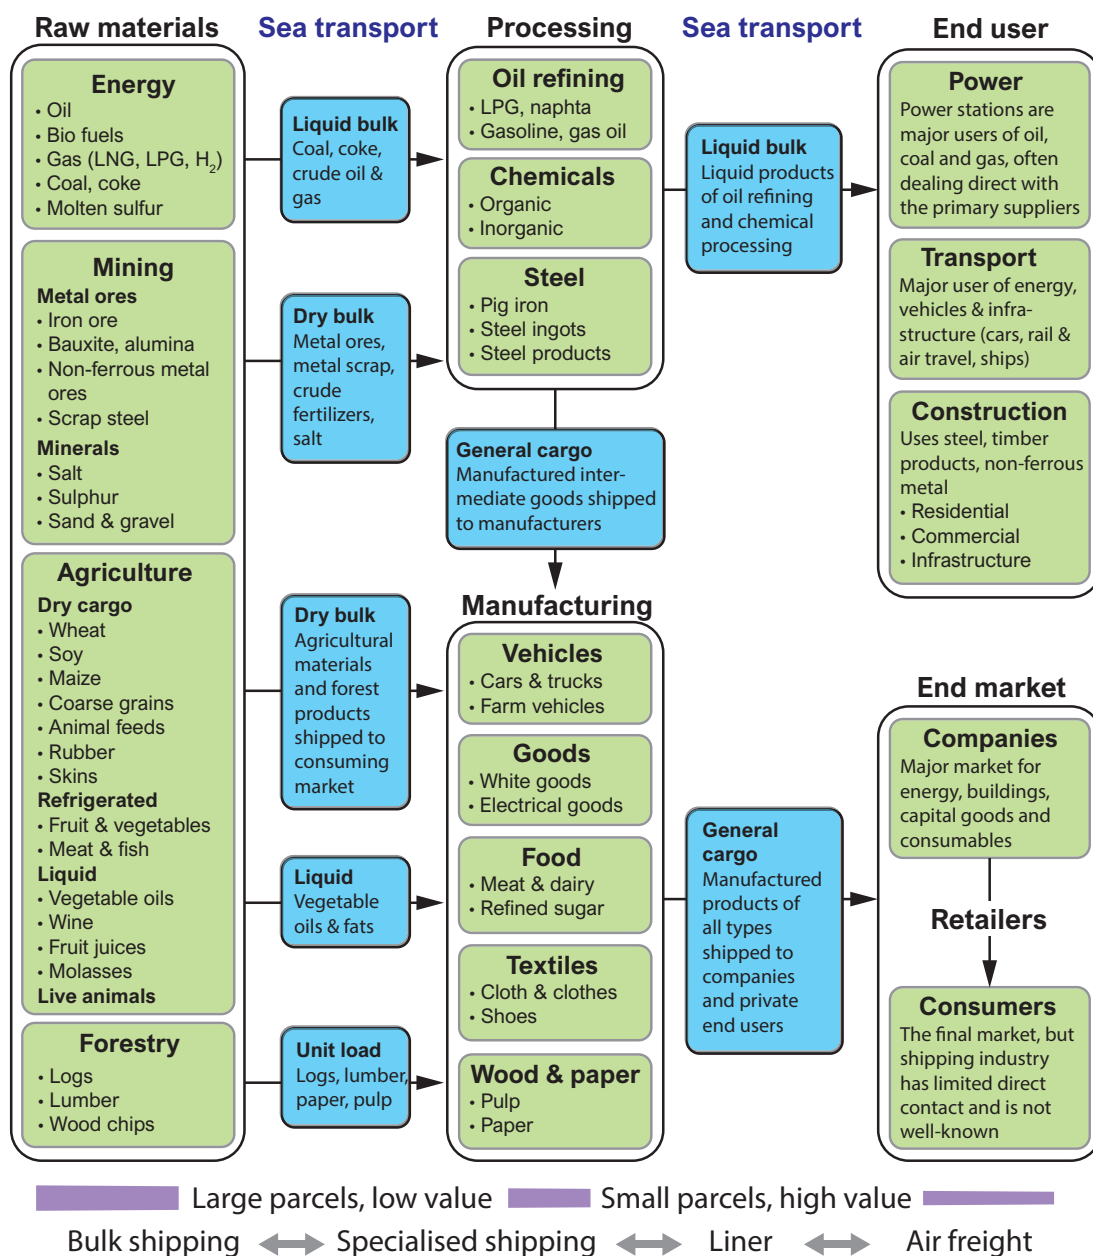 Raw materials
Energy
• Oil
• Bio fuels
• Gas (LNG, LPG, H₂)
• Coal, coke
• Molten sulfur
Mining
Metal ores
• Iron ore
• Bauxite, alumina
• Non-ferrous metal
ores
• Scrap steel
Minerals
• Salt
• Sulphur
• Sand & gravel
Agriculture
Dry cargo
• Wheat
• Soy
• Maize
• Coarse grains
• Animal feeds
• Rubber
• Skins
Refrigerated
• Fruit & vegetables
• Meat & fish
Liquid
• Vegetable oils
• Wine
• Fruit juices
• Molasses
Live animals
Forestry
• Logs
• Lumber
• Wood chips
Sea transport
Liquid bulk
Coal, coke,
crude oil &
gas
Dry bulk
Metal ores,
metal scrap,
crude
fertilizers,
salt
Dry bulk
Agricultural
materials
and forest
products
shipped to
consuming
market
Liquid
Vegetable
oils & fats
Unit load
Logs, lumber,
paper, pulp
Processing
Oil refining
• LPG, naphta
• Gasoline, gas oil
Chemicals
• Organic
• Inorganic
Steel
• Pig iron
• Steel ingots
• Steel products
General cargo
Manufactured inter-
mediate goods shipped
to manufacturers
Manufacturing
Vehicles
• Cars & trucks
• Farm vehicles
Goods
• White goods
• Electrical goods
Food
• Meat & dairy
• Refined sugar
Textiles
• Cloth & clothes
• Shoes
Wood & paper
• Pulp
• Paper
Sea transport
Liquid bulk
Liquid products
of oil refining
and chemical
processing
General
cargo
Manufactured
products of
all types
shipped to
companies
and private
end users
End user
Power
Power stations are
major users of oil,
coal and gas, often
dealing direct with
the primary suppliers
Transport
Major user of energy,
vehicles & infra-
structure (cars, rail &
air travel, ships)
Construction
Uses steel, timber
products, non-ferrous
metal
• Residential
• Commercial
• Infrastructure
End market
Companies
Major market for
energy, buildings,
capital goods and
consumables
Retailers
Consumers
The final market, but
shipping industry
has limited direct
contact and is not
well-known
Large parcels, low value Small parcels, high value
Bulk shipping Specialised shipping Liner Air freight